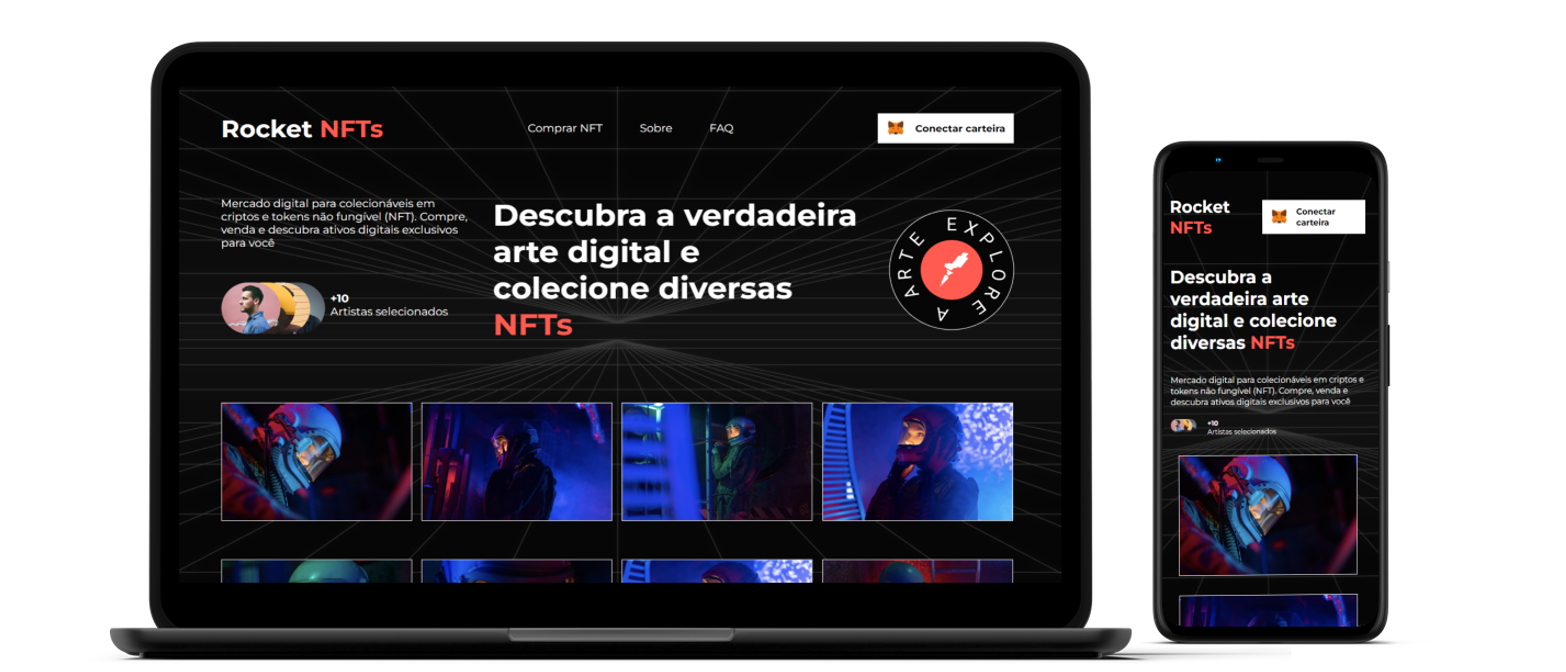 Rocket NFTs
Comprar NFT
Sobre
FAQ
Conectar carteira
Mercado digital para colecionáveis em
criptos e tokens não fungível (NFT). Compre,
venda e descubra ativos digitais exclusivos
para você
+10
Artistas selecionados
Descubra a verdadeira
arte digital e
colecione diversas
NFTs
EXPLORE A ARTE
Rocket
NFTs
Conectar
carteira
Descubra a
verdadeira arte
digital e colecione
diversas NFTs
Mercado digital para colecionáveis em criptos e
tokens não fungível (NFT). Compre, venda e
descubra ativos digitais exclusivos para você
+10
Artistas selecionados